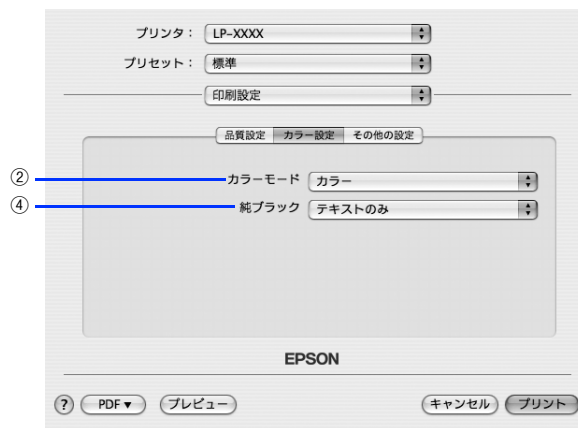 プリンタ： LP-XXXX
プリセット： 標準
印刷設定
品質設定 カラー設定 その他の設定
② カラーモード カラー
④ 純ブラック テキストのみ
EPSON
? PDF▼ プレビュー キャンセル プリント